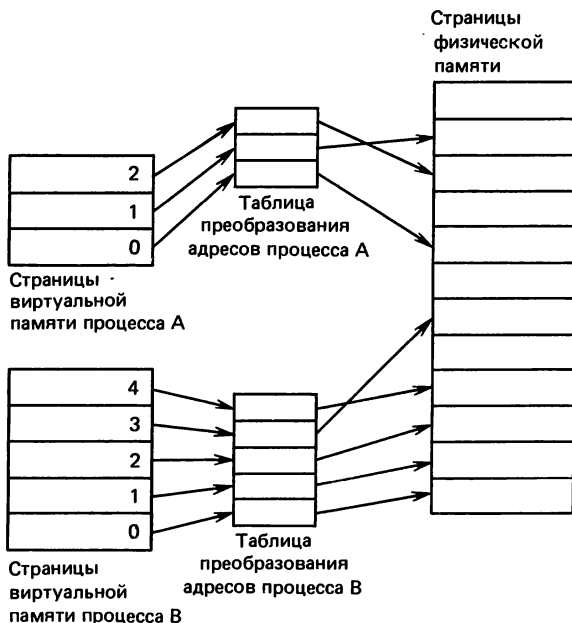 Страницы
физической
памяти
2
1
0
Таблица
преобразования
адресов процесса A
Страницы
виртуальной
памяти процесса A
4
3
2
1
0
Таблица
преобразования
адресов процесса B
Страницы
виртуальной
памяти процесса B